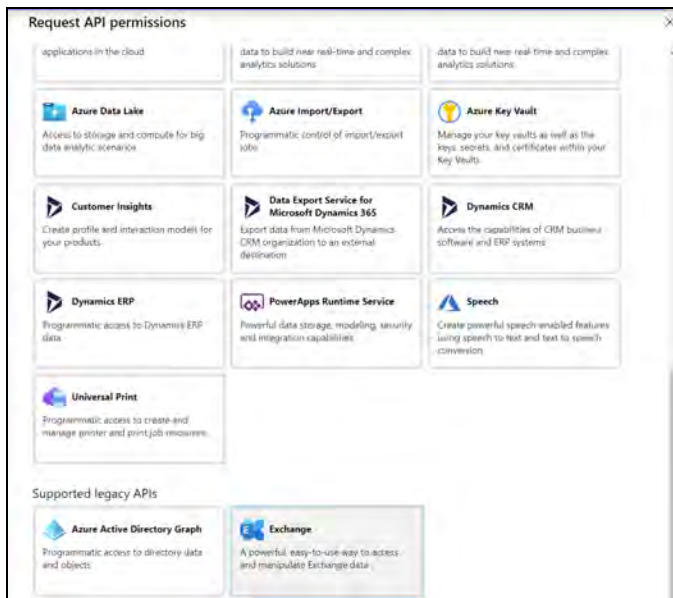 Request API permissions
applications in the cloud
data to build near real-time and complex
analytics solutions
data to build near real-time and complex
analytics solutions
Azure Data Lake
Access to storage and compute for big
data analytic scenarios
Azure Import/Export
Programmatic control of import/export
jobs
Azure Key Vault
Manage your key vaults as well as the
keys, secrets, and certificates within your
Key Vaults
Customer Insights
Create profile and interaction models for
your products
Data Export Service for
Microsoft Dynamics 365
Export data from Microsoft Dynamics
CRM organization to an external
destination
Dynamics CRM
Access the capabilities of CRM business
software and ERP systems
Dynamics ERP
Programmatic access to Dynamics ERP
data
PowerApps Runtime Service
Powerful data storage, modeling, security
and integration capabilities
Speech
Create powerful speech-enabled features
using speech to text and text to speech
conversion
Universal Print
Programmatic access to create and
manage printer and print job resources
Supported legacy APIs
Azure Active Directory Graph
Programmatic access to directory data
and objects
Exchange
A powerful, easy-to-use way to access
and manipulate Exchange data